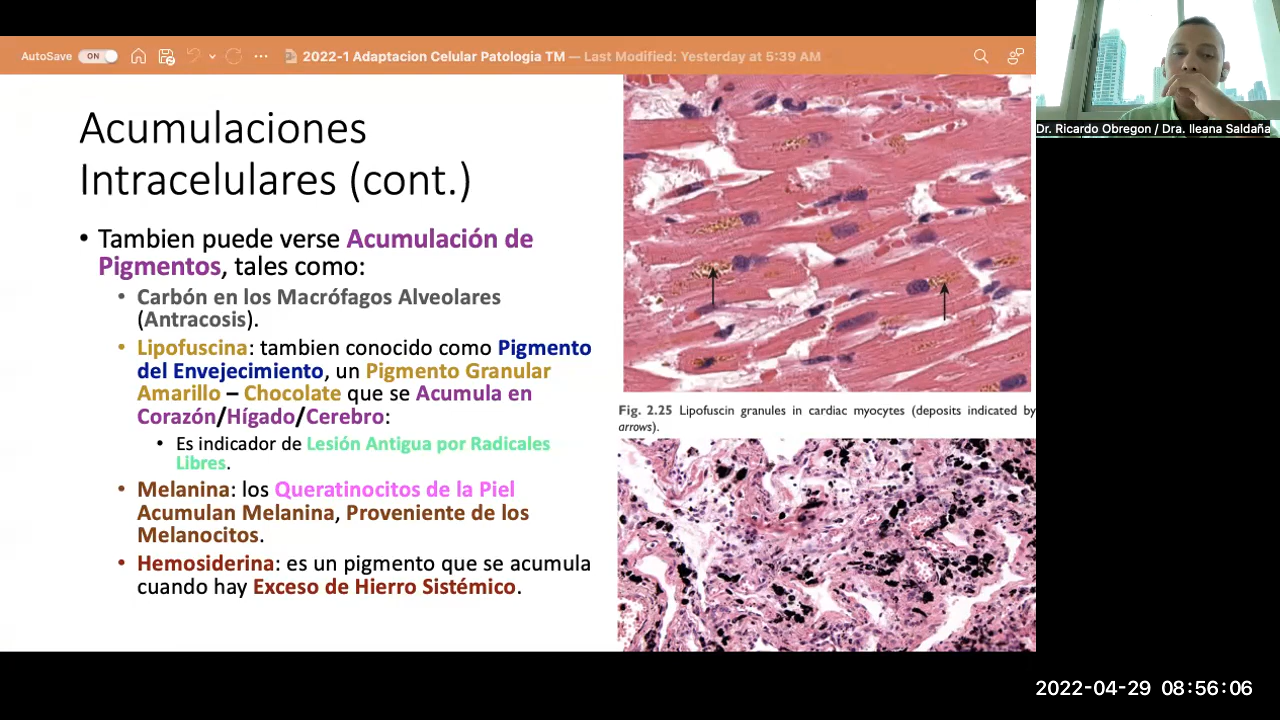 AutoSave ON ... 2022-1 Adaptacion Celular Patologia TM — Last Modified: Yesterday at 5:39 AM
Acumulaciones
Intracelulares (cont.)
• Tambien puede verse Acumulación de
Pigmentos, tales como:
• Carbón en los Macrófagos Alveolares
(Antracosis).
• Lipofuscina: tambien conocido como Pigmento
del Envejecimiento, un Pigmento Granular
Amarillo – Chocolate que se Acumula en
Corazón/Hígado/Cerebro:
• Es indicador de Lesión Antigua por Radicales
Libres.
• Melanina: los Queratinocitos de la Piel
Acumulan Melanina, Proveniente de los
Melanocitos.
• Hemosiderina: es un pigmento que se acumula
cuando hay Exceso de Hierro Sistémico.
Fig. 2.25 Lipofuscin granules in cardiac myocytes (deposits indicated by
arrows).
Dr. Ricardo Obregon / Dra. Ileana Saldaña
2022-04-29 08:56:06